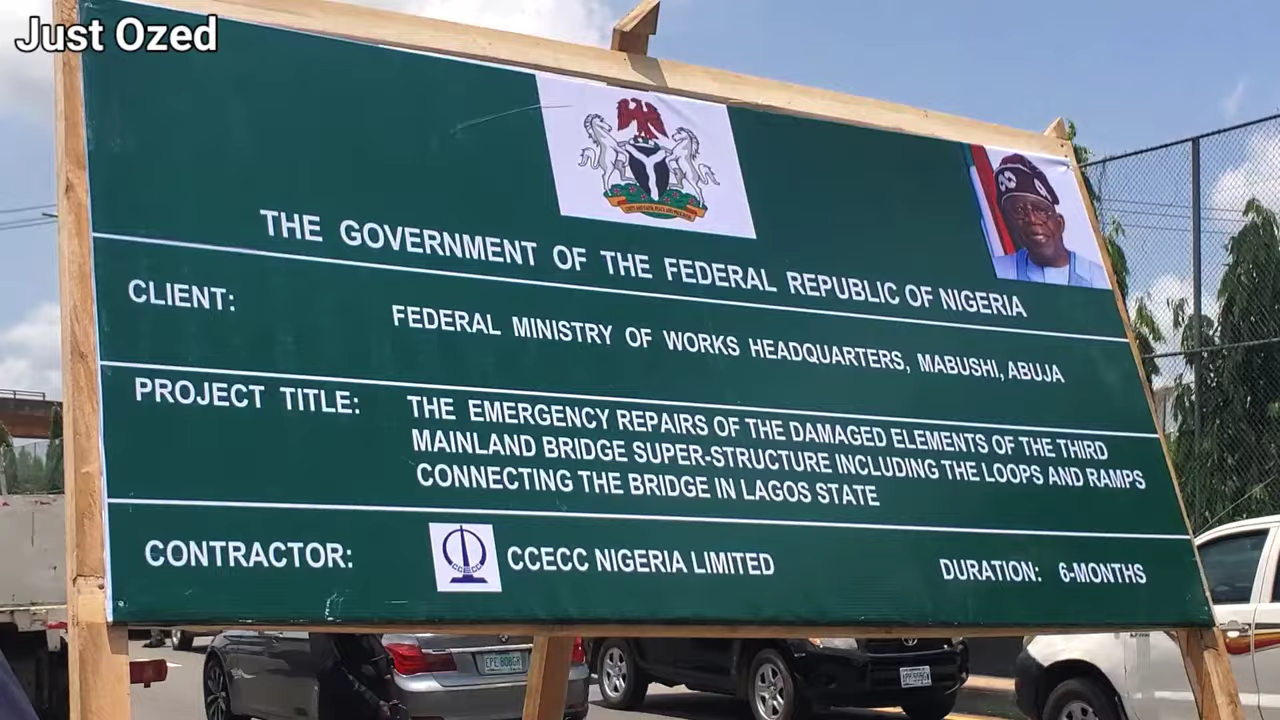 Just Ozed
THE GOVERNMENT OF THE FEDERAL REPUBLIC OF NIGERIA
CLIENT:
FEDERAL MINISTRY OF WORKS HEADQUARTERS, MABUSHI, ABUJA
PROJECT TITLE:
THE EMERGENCY REPAIRS OF THE DAMAGED ELEMENTS OF THE THIRD
MAINLAND BRIDGE SUPER-STRUCTURE INCLUDING THE LOOPS AND RAMPS
CONNECTING THE BRIDGE IN LAGOS STATE
CONTRACTOR:
CCECC
CCECC NIGERIA LIMITED
DURATION: 6-MONTHS